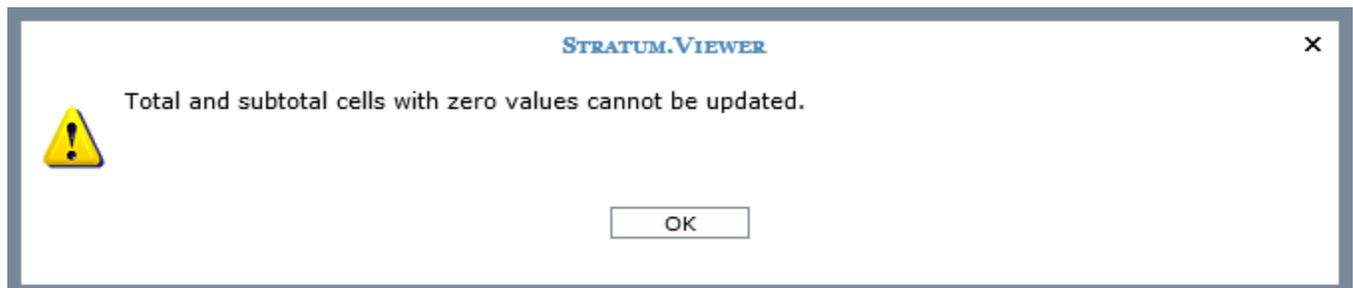 STRATUM.VIEWER
Total and subtotal cells with zero values cannot be updated.
OK